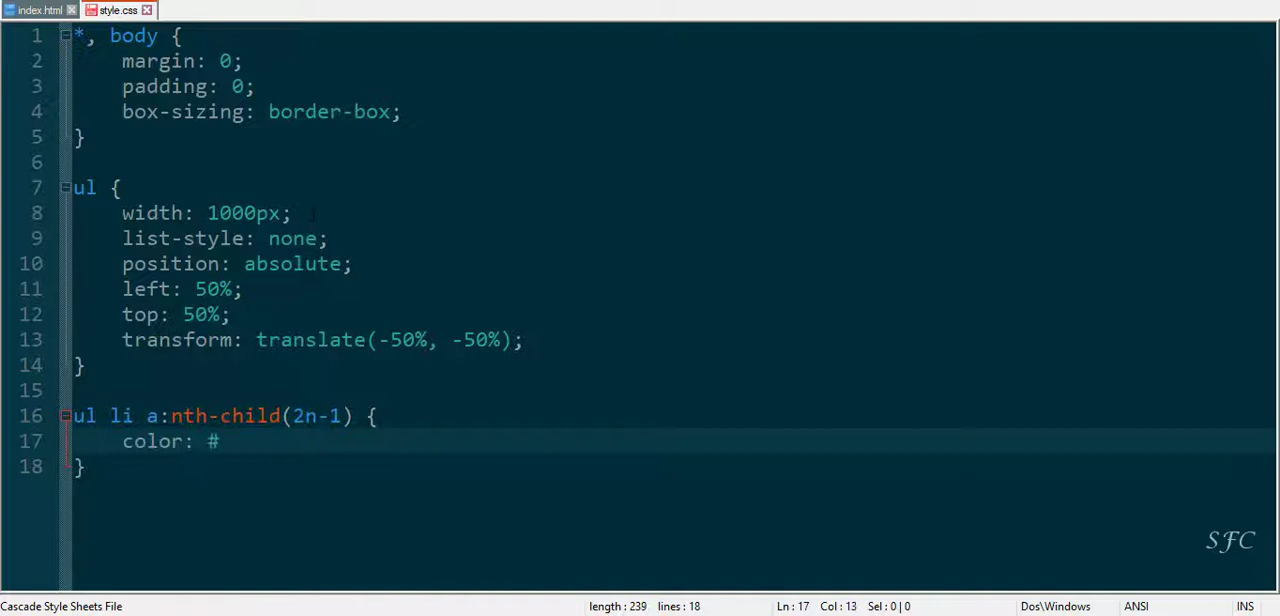 index.html style.css
1 *, body {
2 margin: 0;
3 padding: 0;
4 box-sizing: border-box;
5 }
6
7 ul {
8 width: 1000px;
9 list-style: none;
10 position: absolute;
11 left: 50%;
12 top: 50%;
13 transform: translate(-50%, -50%);
14 }
15
16 ul li a:nth-child(2n-1) {
17 color: #
18 }
SFC
Cascade Style Sheets File length : 239 lines : 18 Ln : 17 Col : 13 Sel : 0 | 0 Dos\Windows ANSI INS